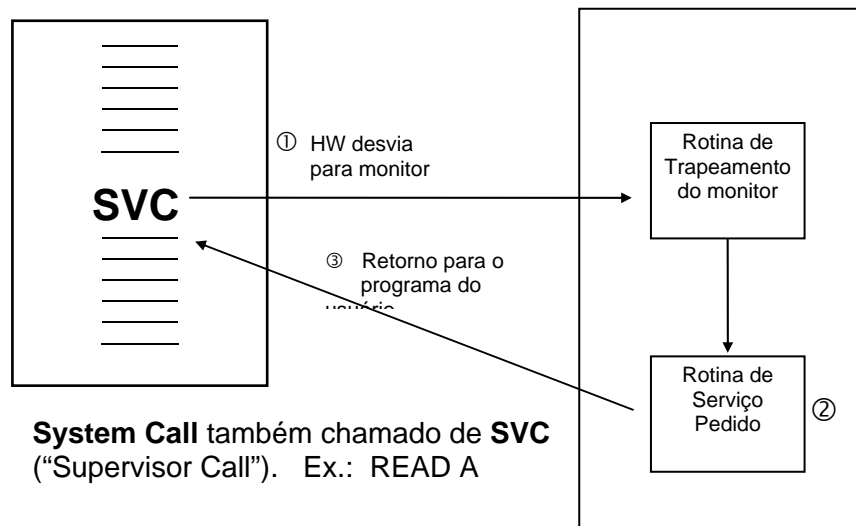 ① HW desvia
para monitor
Rotina de
Trapeamento
do monitor
SVC
③ Retorno para o
programa do
usuário
Rotina de
Serviço
Pedido
②
System Call também chamado de SVC
(“Supervisor Call”). Ex.: READ A